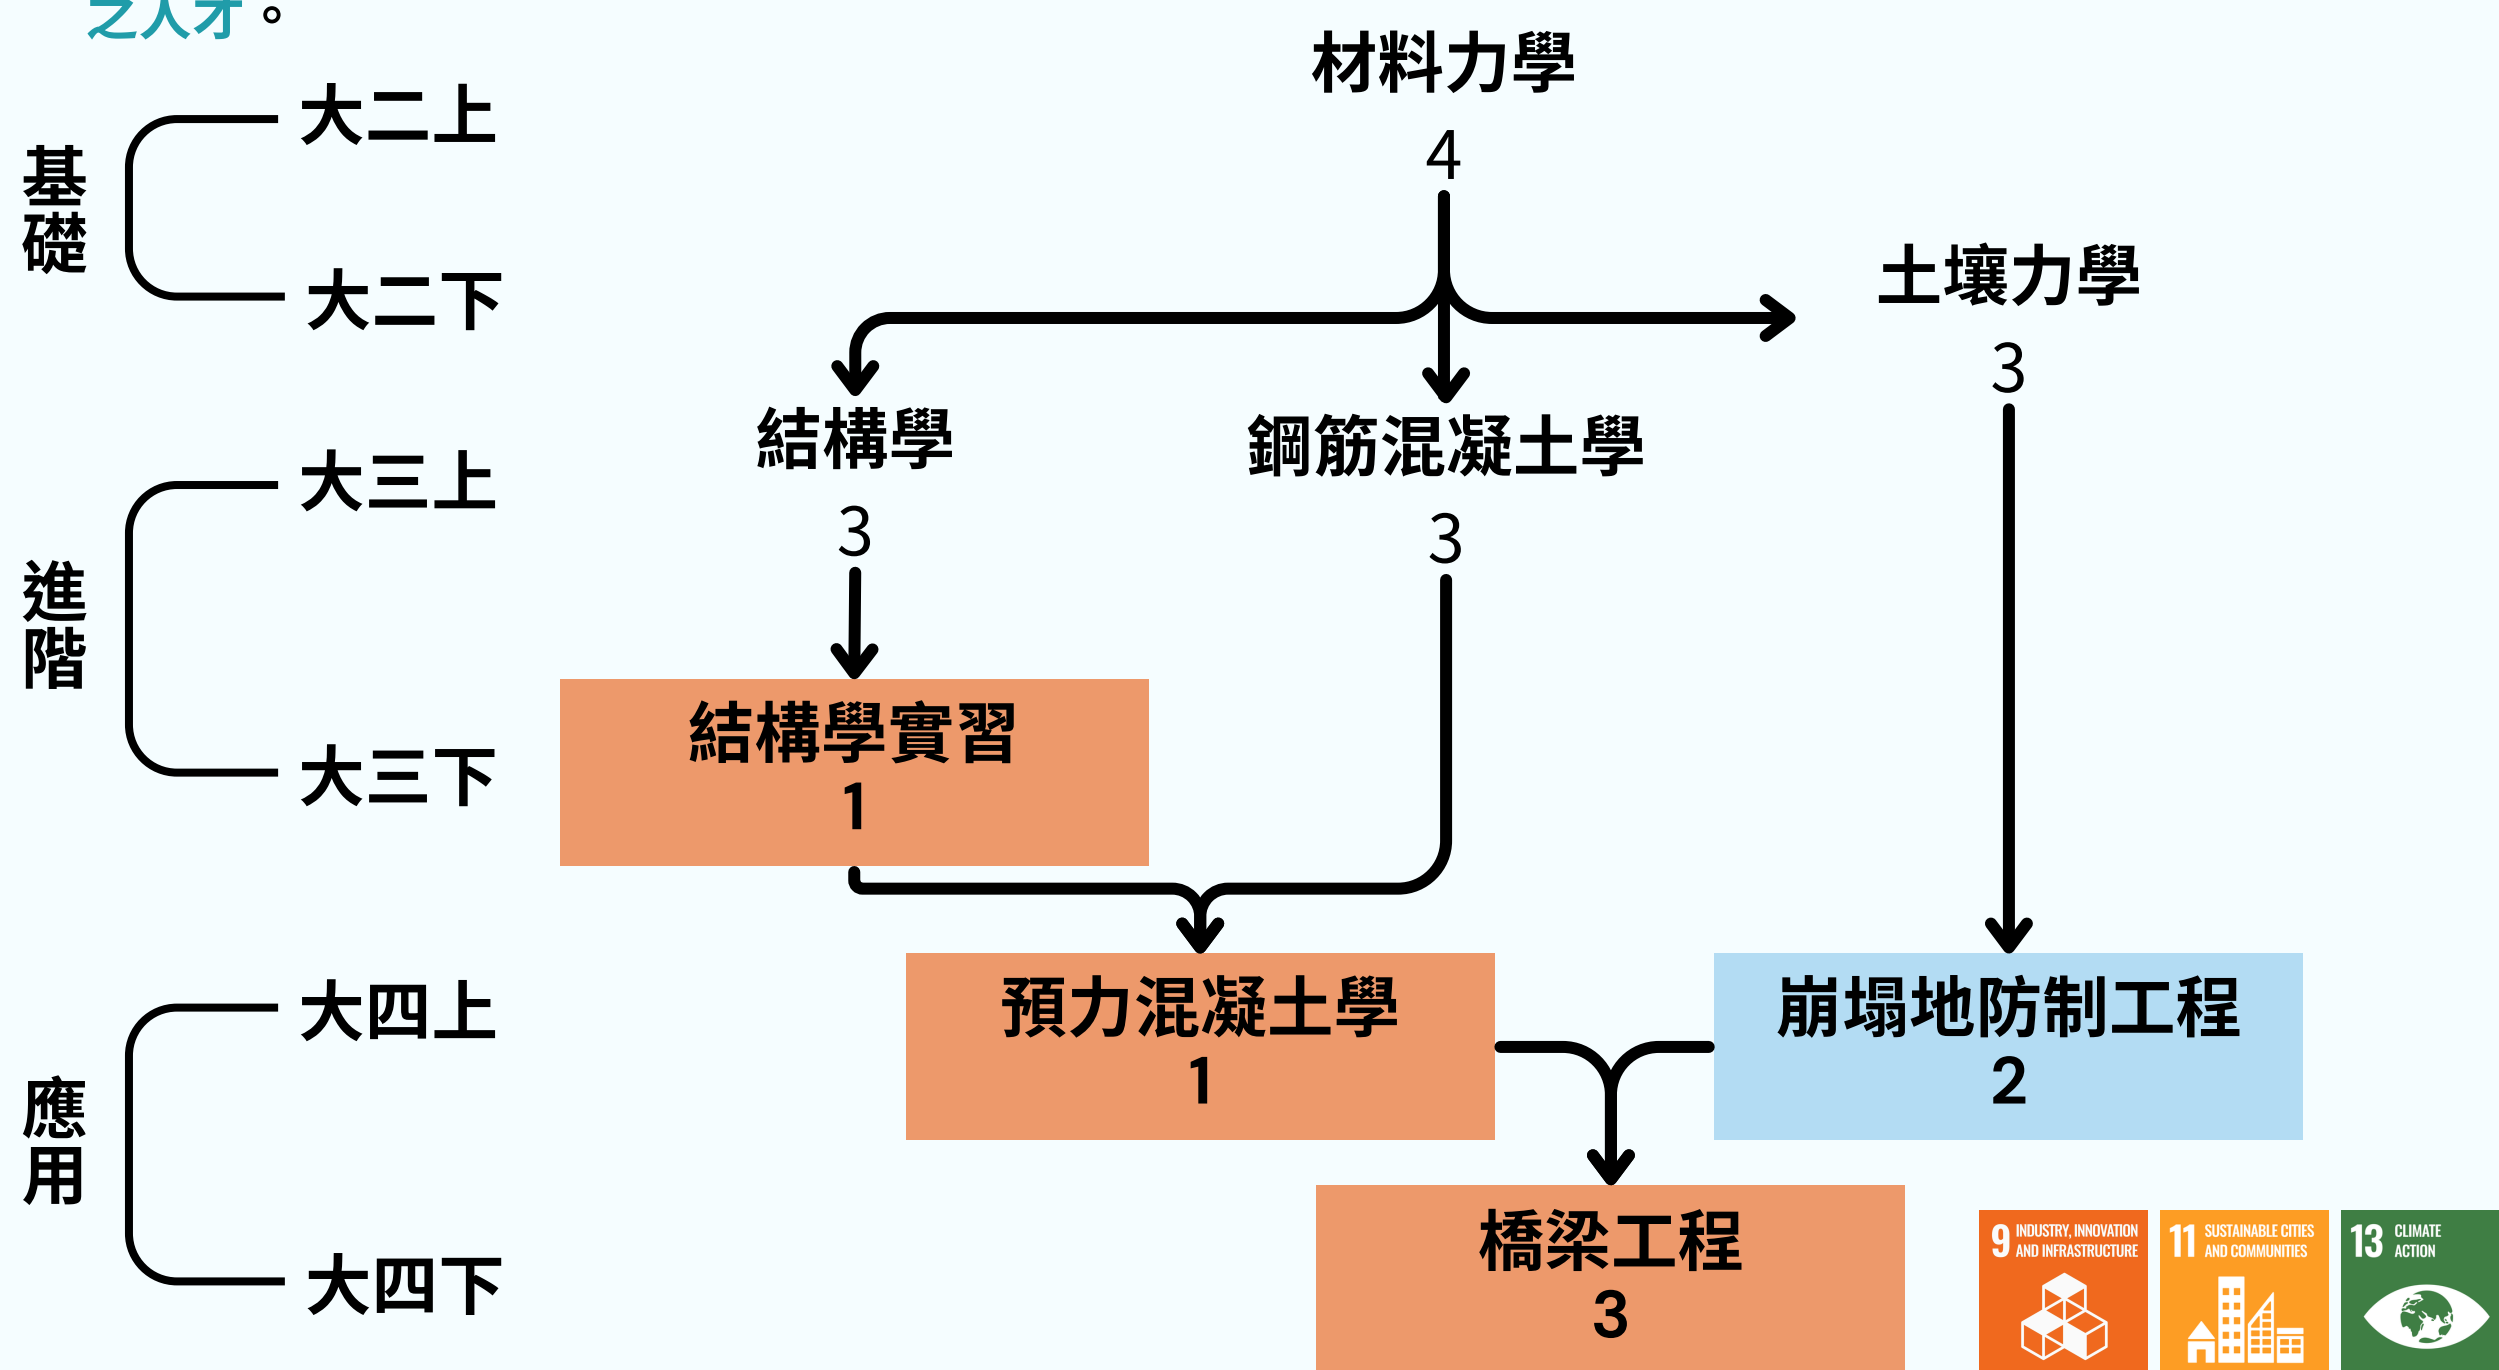 之人才。
基礎
大二上
大二下
進階
大三上
大三下
應用
大四上
大四下
材料力學
4
土壤力學
3
結構學
3
鋼筋混凝土學
3
結構學實習
1
預力混凝土學
1
崩塌地防制工程
2
橋梁工程
3
9 INDUSTRY, INNOVATION
AND INFRASTRUCTURE
11 SUSTAINABLE CITIES
AND COMMUNITIES
13 CLIMATE
ACTION